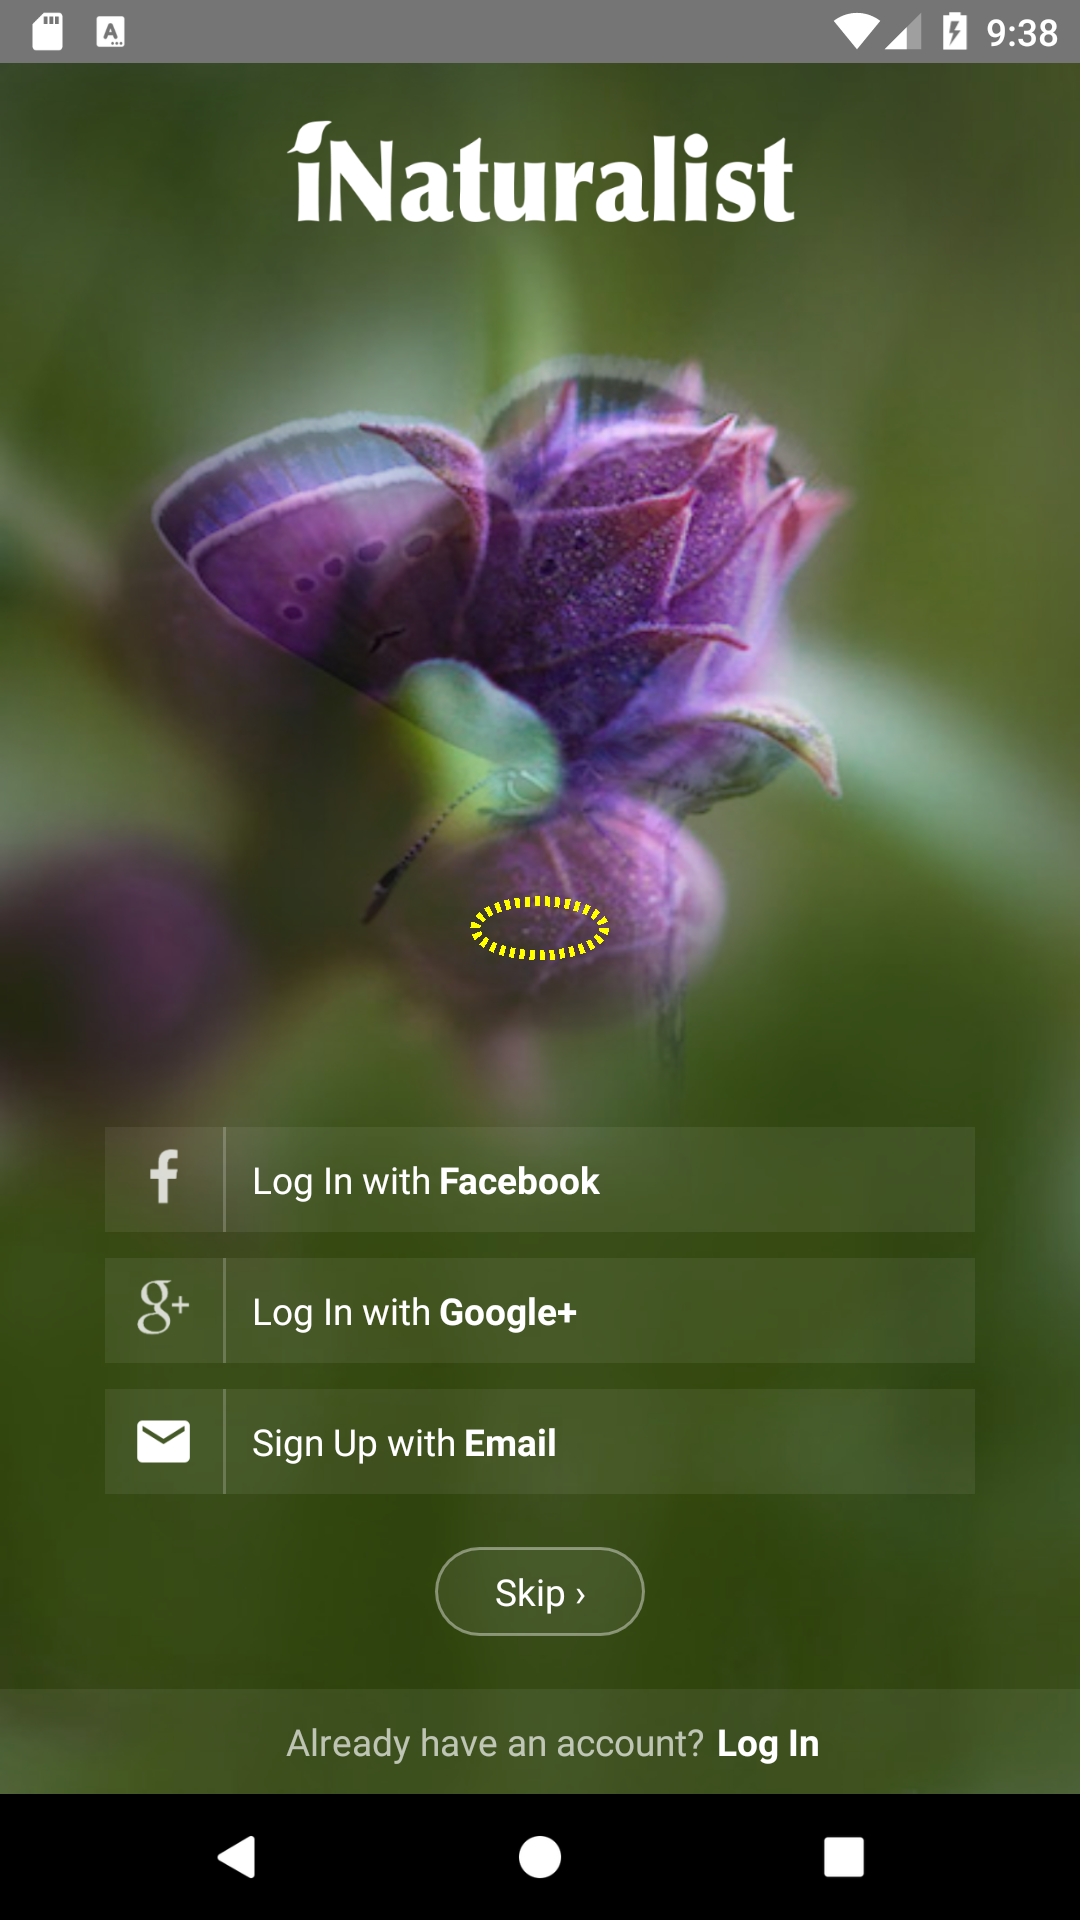 9:38
iNaturalist
Log In with Facebook
g+
Log In with Google+
Sign Up with Email
Skip ›
Already have an account? Log In